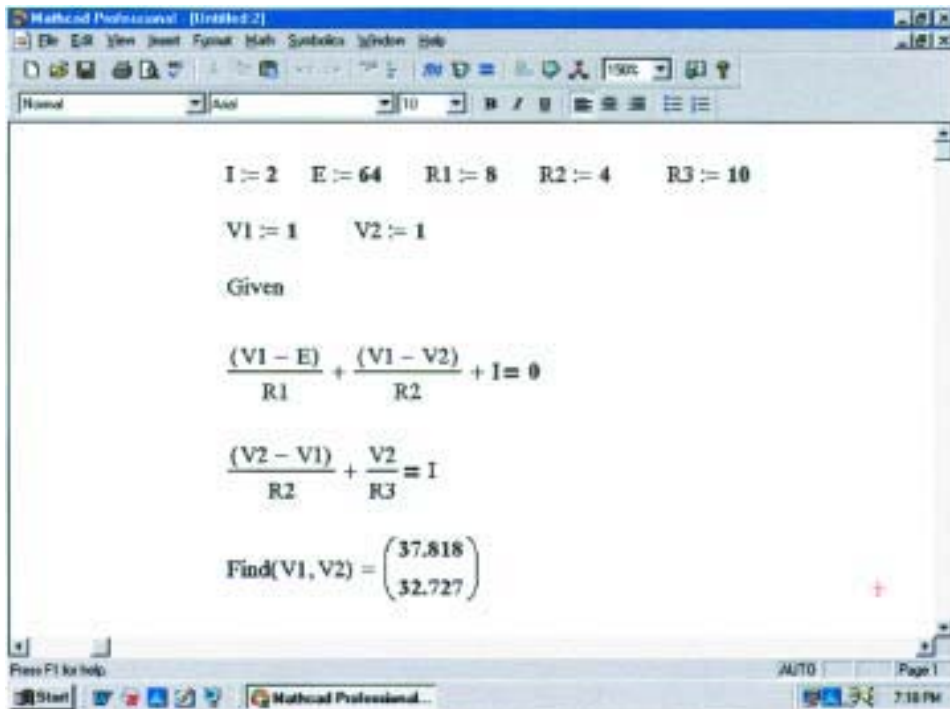 Mathcad Professional - [Untitled:2]
File Edit View Insert Format Math Symbolics Window Help
150%
Normal Arial 10 B I U
I := 2 E := 64 R1 := 8 R2 := 4 R3 := 10
V1 := 1 V2 := 1
Given
(V1 − E)/R1 + (V1 − V2)/R2 + I = 0
(V2 − V1)/R2 + V2/R3 = I
Find(V1, V2) = (37.818
32.727)
Press F1 for help.
AUTO Page 1
Start Mathcad Professional... 7:18 PM